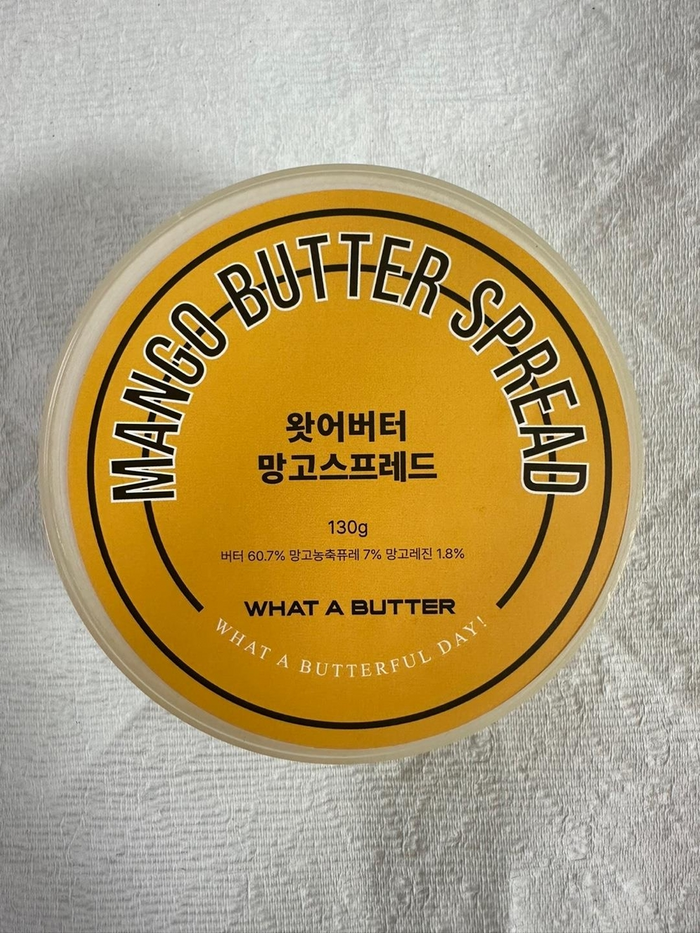 MANGO BUTTER SPREAD
왓어버터
망고스프레드
130g
버터 60.7% 망고농축퓨레 7% 망고레진 1.8%
WHAT A BUTTER
WHAT A BUTTERFUL DAY!